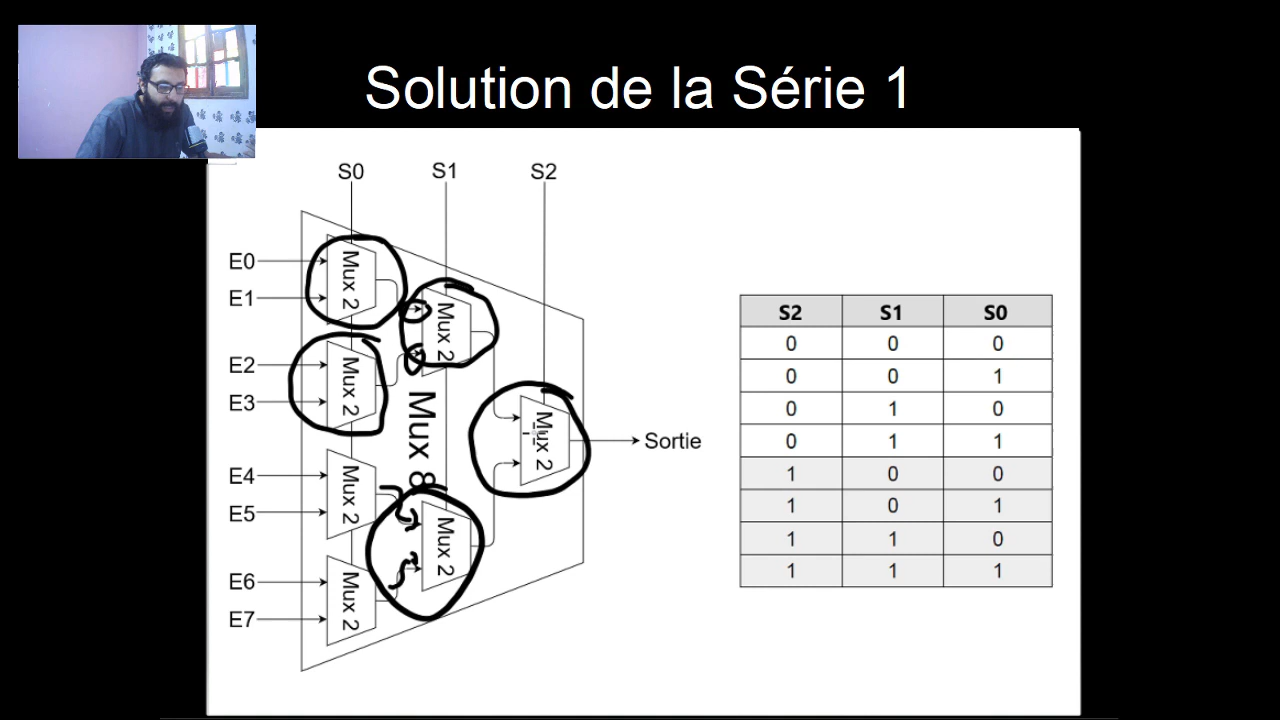 Solution de la Série 1
S0 S1 S2
E0
E1
Mux 2
E2
E3
Mux 2
E4
E5
Mux 2
E6
E7
Mux 2
Mux 2
Mux 2
Mux 8
Mux 2
Sortie
S2 S1 S0
0 0 0
0 0 1
0 1 0
0 1 1
1 0 0
1 0 1
1 1 0
1 1 1